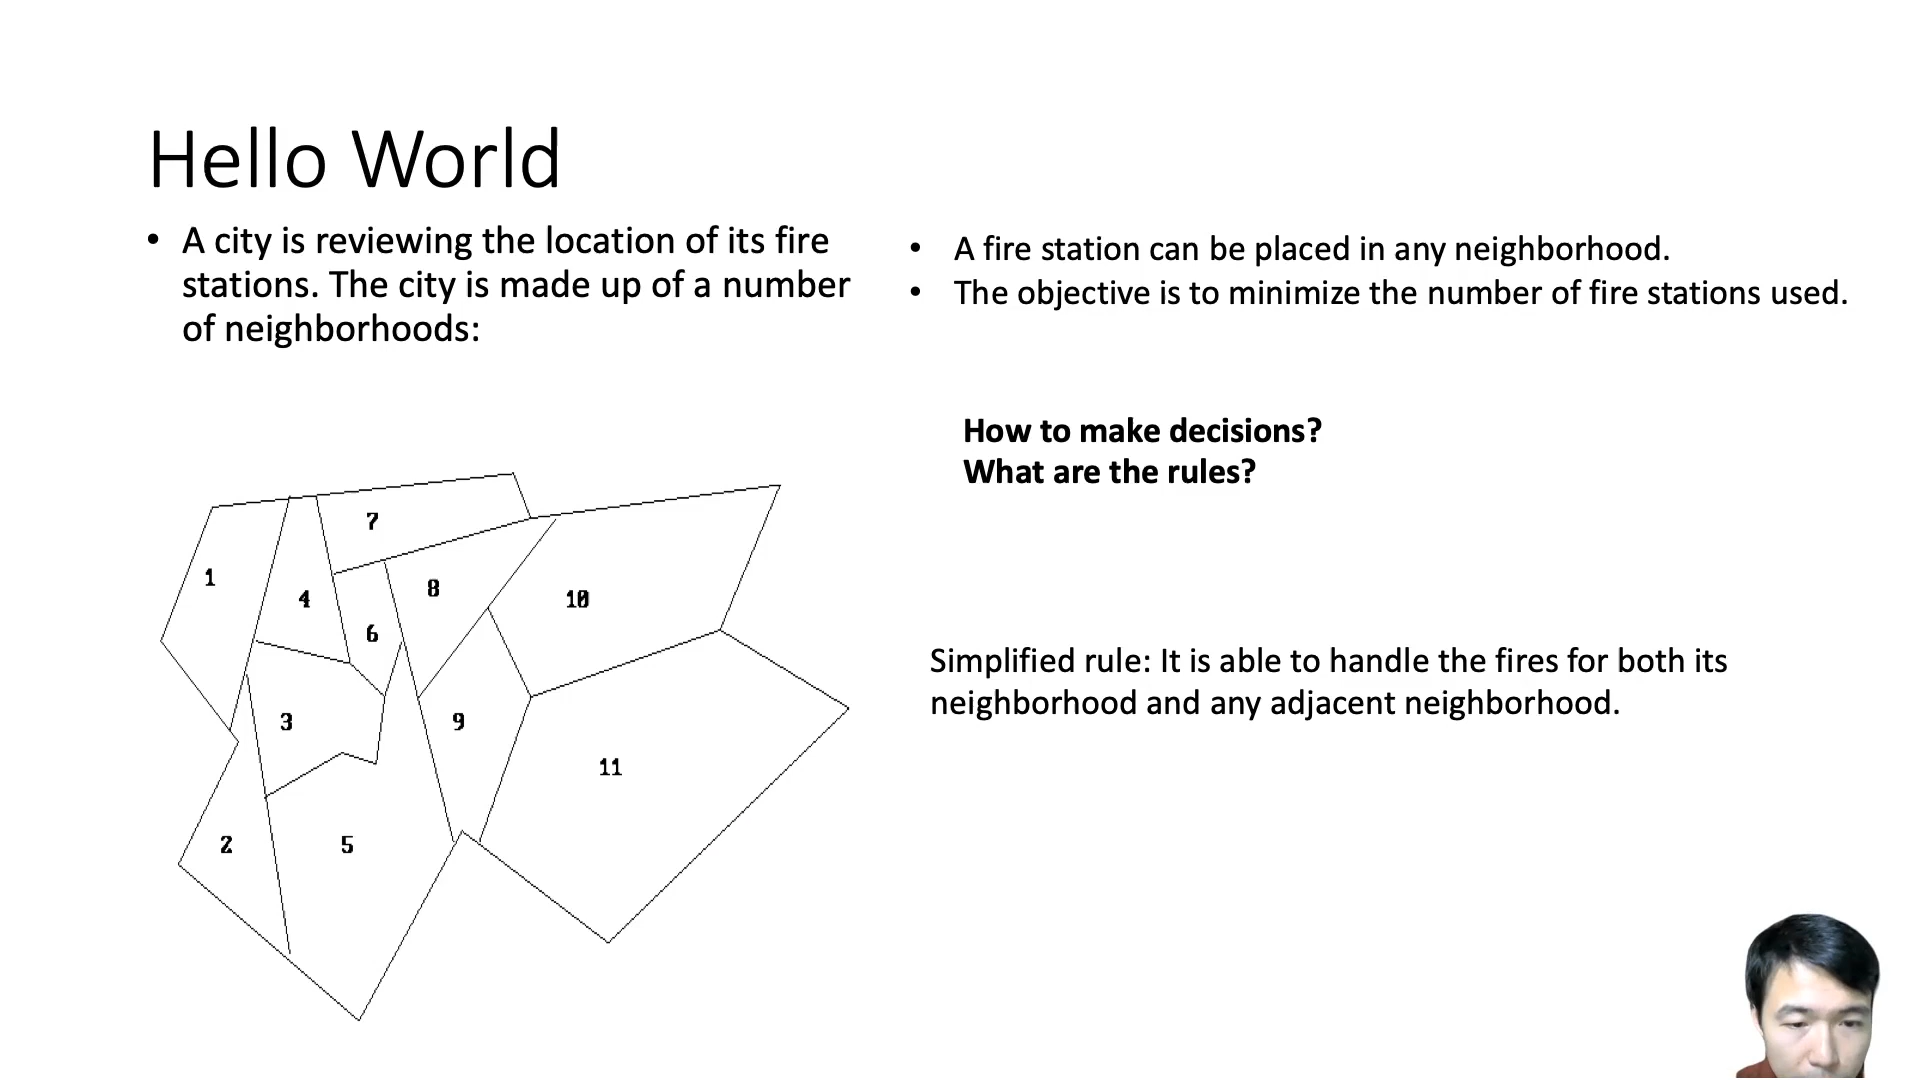 Hello World
• A city is reviewing the location of its fire
stations. The city is made up of a number
of neighborhoods:
• A fire station can be placed in any neighborhood.
• The objective is to minimize the number of fire stations used.
How to make decisions?
What are the rules?
Simplified rule: It is able to handle the fires for both its
neighborhood and any adjacent neighborhood.
7
1
4
8
10
6
3
9
11
2
5